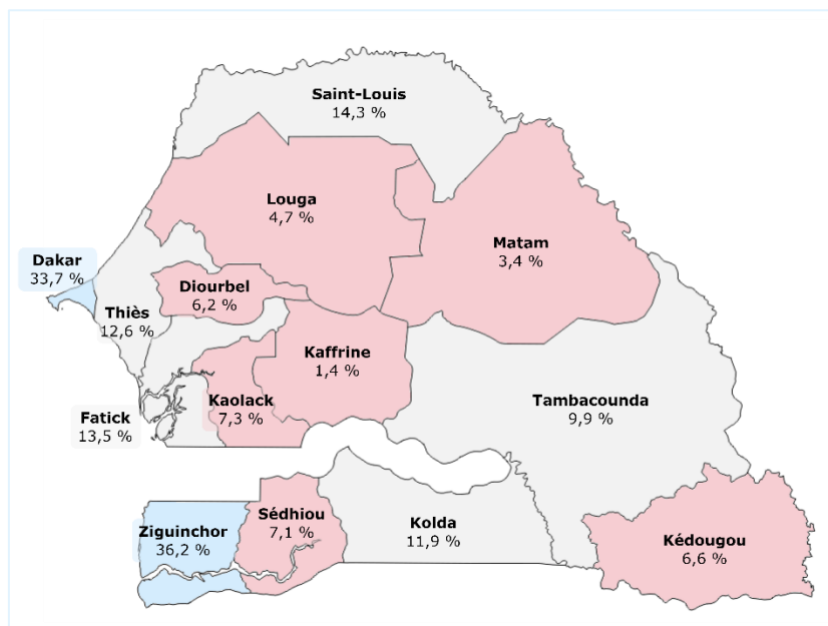 Saint-Louis
14,3 %
Louga
4,7 %
Matam
3,4 %
Dakar
33,7 %
Diourbel
6,2 %
Thiès
12,6 %
Kaffrine
1,4 %
Kaolack
7,3 %
Tambacounda
9,9 %
Fatick
13,5 %
Sédhiou
7,1 %
Kolda
11,9 %
Ziguinchor
36,2 %
Kédougou
6,6 %